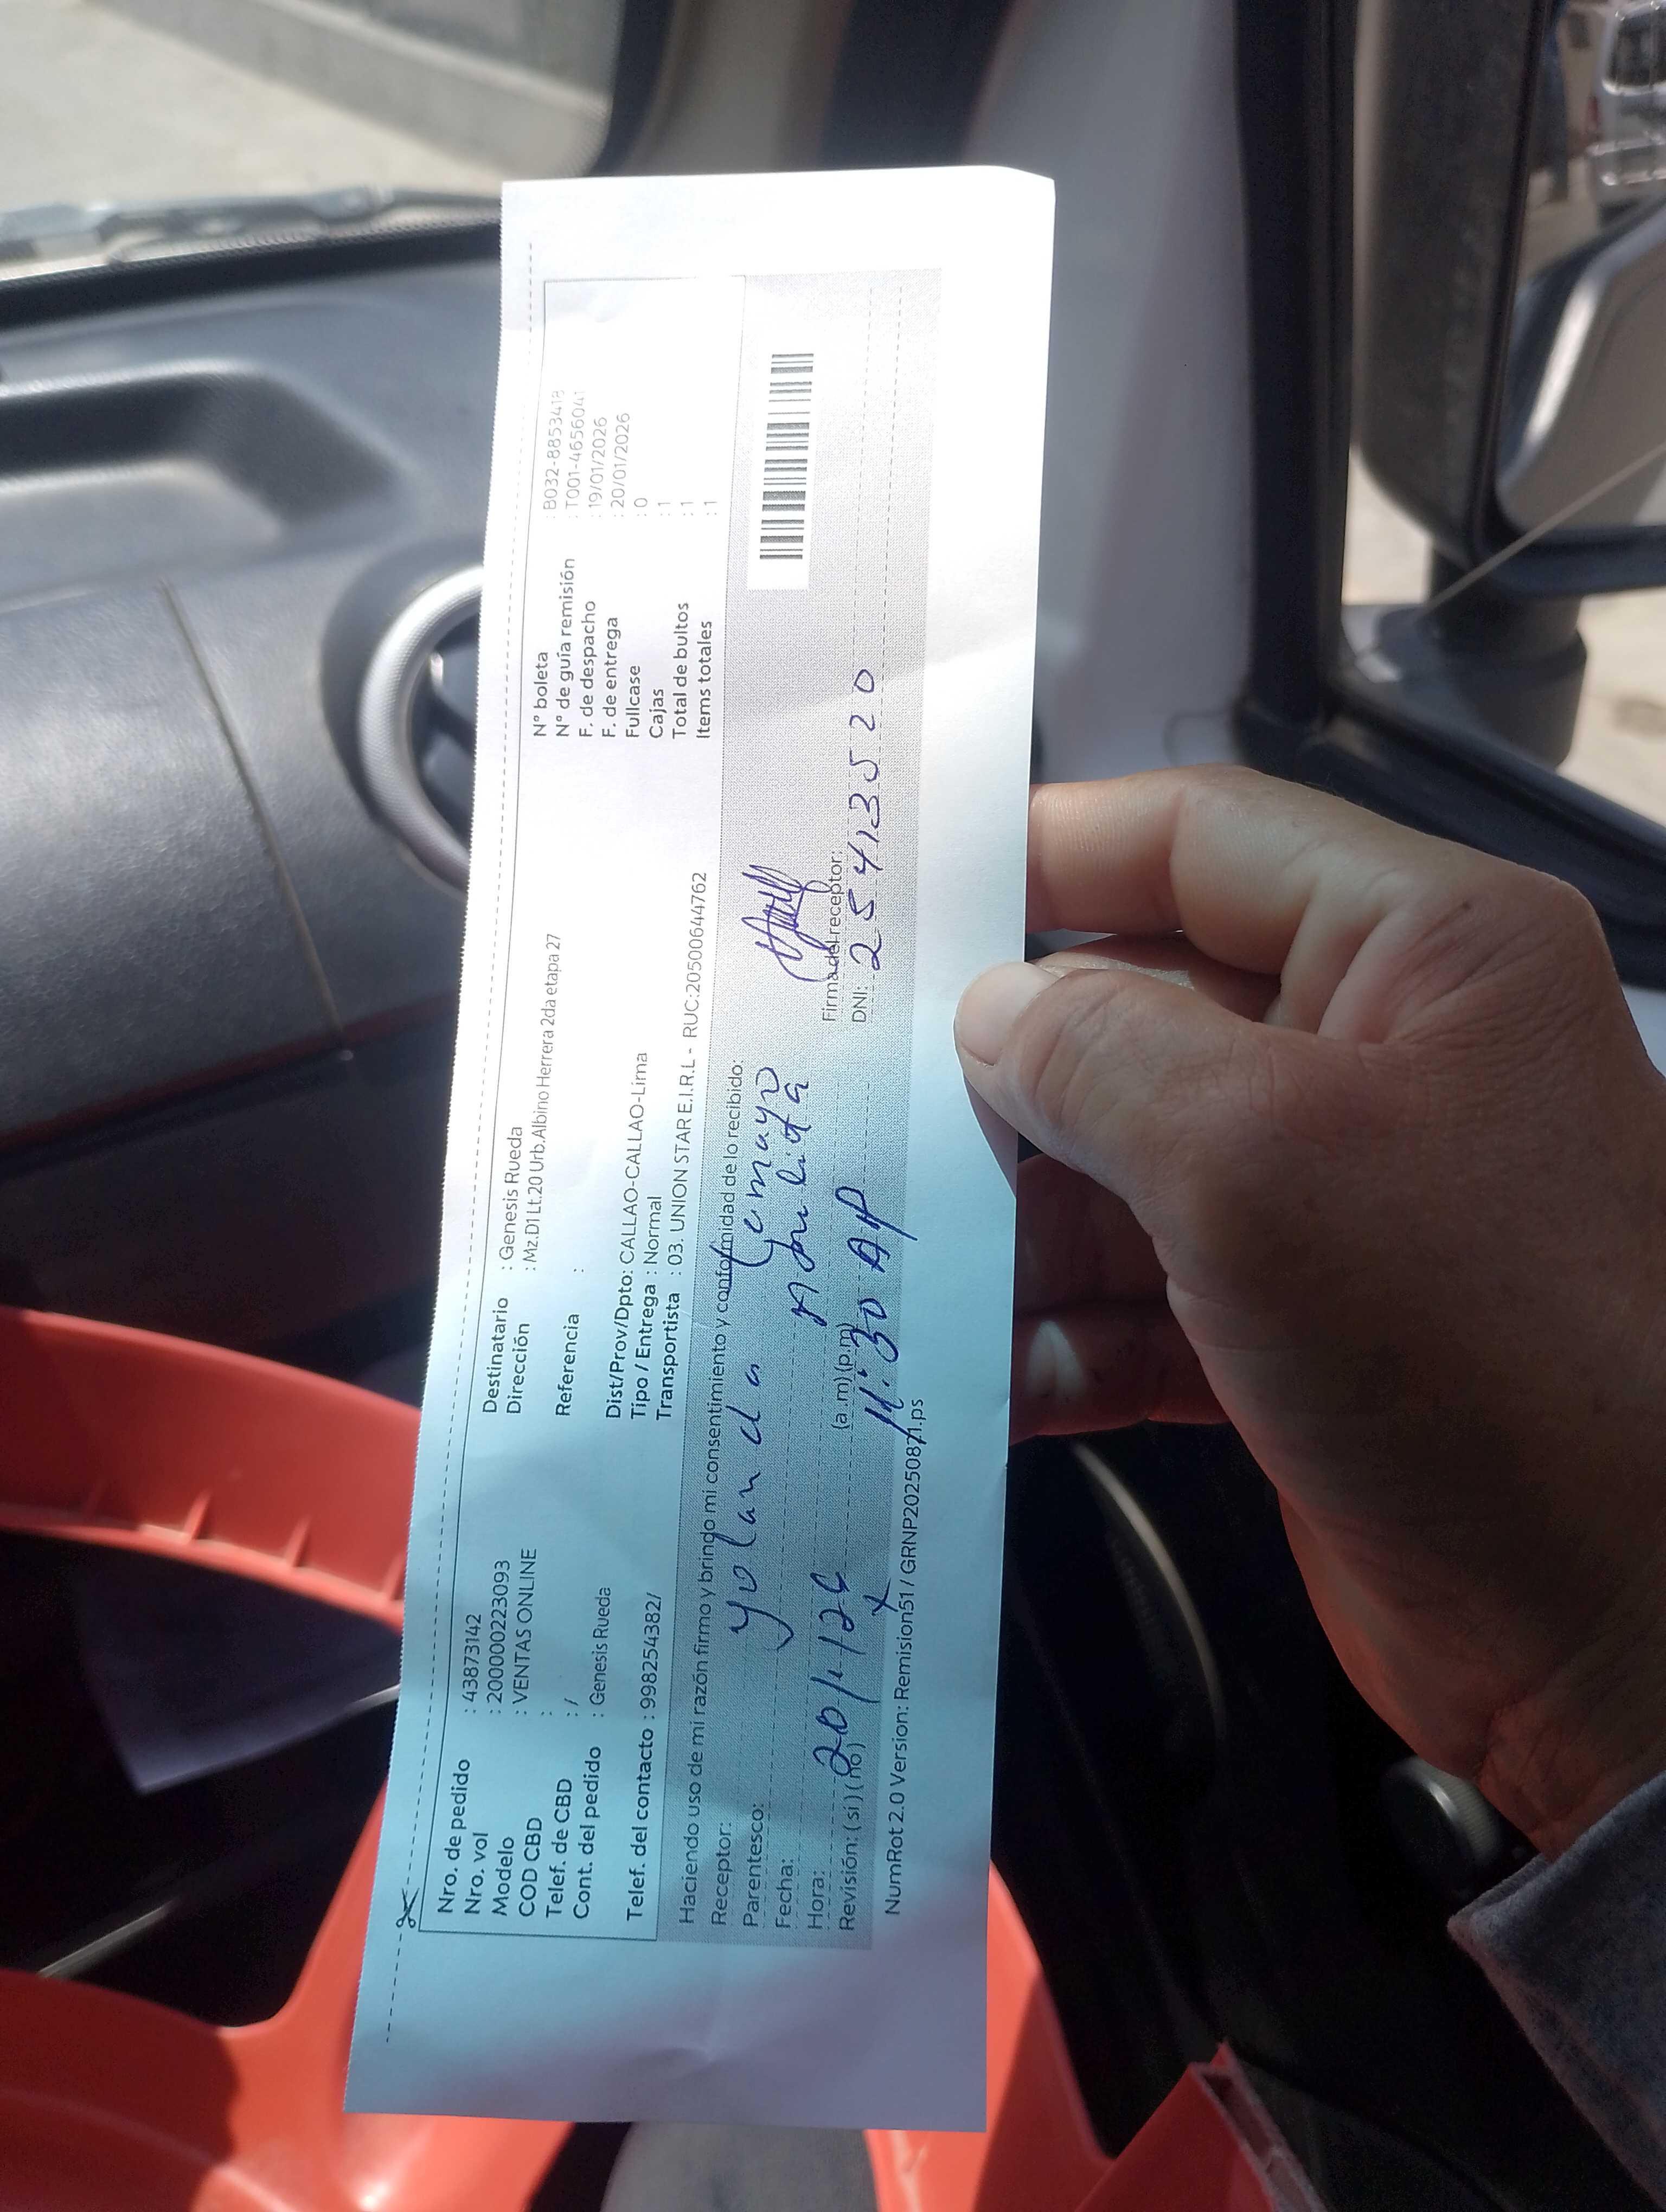 Nro. de pedido : 43873142
Nro. vol : 2000002223093
Modelo : VENTAS ONLINE
COD CBD :
Telef. de CBD : /
Cont. del pedido : Genesis Rueda
Telef. del contacto : 998254382/
Destinatario : Genesis Rueda
Dirección : Mz.D1 Lt.20 Urb.Albino Herrera 2da etapa 27
Referencia :
Dist/Prov/Dpto: CALLAO-CALLAO-Lima
Tipo / Entrega : Normal
Transportista : 03. UNION STAR E.I.R.L - RUC:20500644762
N° boleta : B032-8853418
N° de guía remisión : T001-4656041
F. de despacho : 19/01/2026
F. de entrega : 20/01/2026
Fullcase : 0
Cajas : 1
Total de bultos : 1
Items totales : 1
Haciendo uso de mi razón firmo y brindo mi consentimiento y conformidad de lo recibido:
Receptor: yolanda
Parentesco:
Fecha: 20/1/26
Hora: (a.m) (p.m) 11:30 AM
Revisión: ( si ) ( no ) x
Firma del receptor:
DNI: 25413520
NumRot 2.0 Version: Remision51 / GRNP20250871.ps